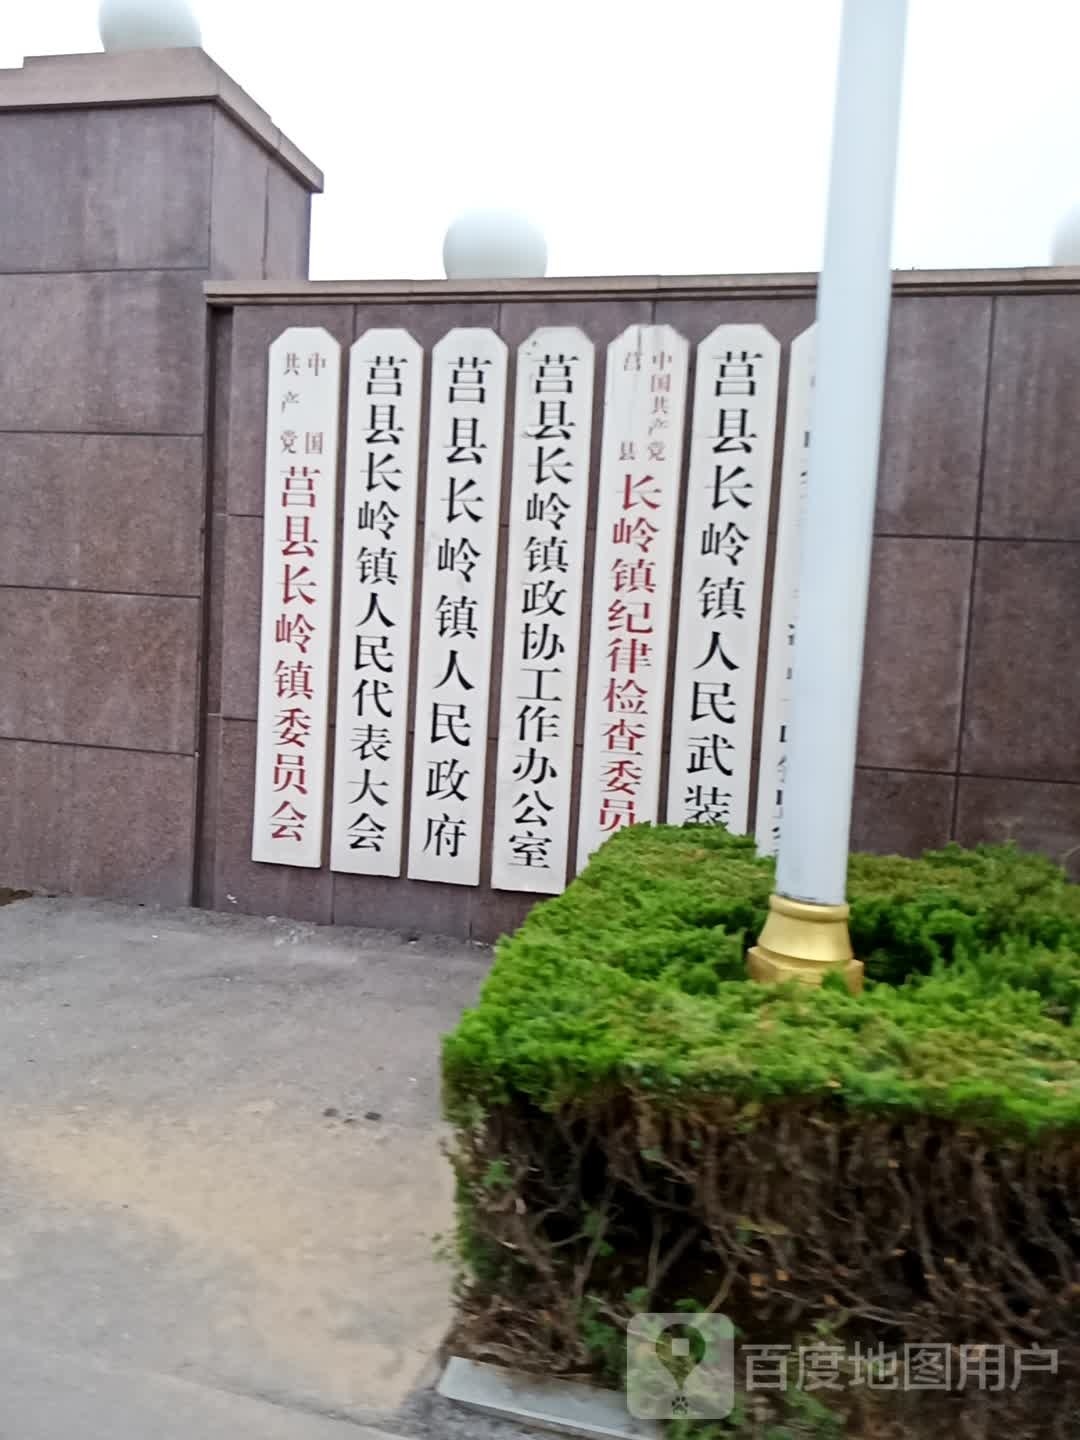 中国共产党莒县长岭镇委员会
莒县长岭镇人民代表大会
莒县长岭镇人民政府
莒县长岭镇政协工作办公室
中国共产党莒县长岭镇纪律检查委员
莒县长岭镇人民武装
百度地图用户